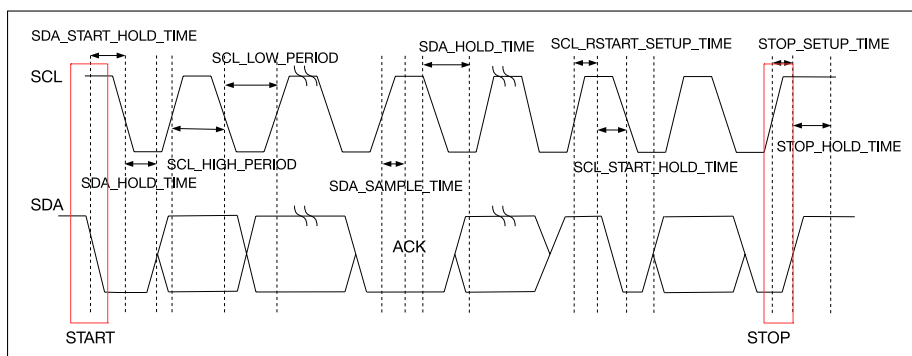 SDA_START_HOLD_TIME
SCL_LOW_PERIOD
SDA_HOLD_TIME
SCL_RSTART_SETUP_TIME
STOP_SETUP_TIME
SCL
SDA_HOLD_TIME
SCL_HIGH_PERIOD
SDA_SAMPLE_TIME
SCL_START_HOLD_TIME
STOP_HOLD_TIME
SDA
ACK
START
STOP